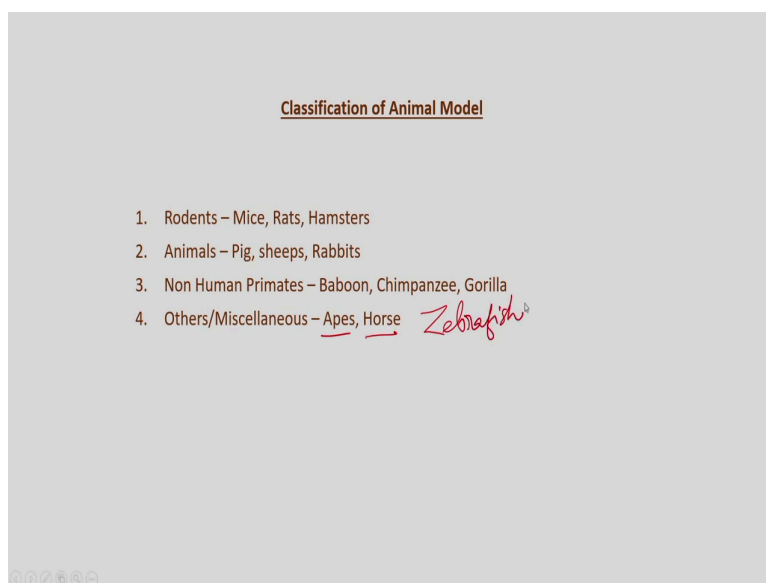 Classification of Animal Model
1. Rodents – Mice, Rats, Hamsters
2. Animals – Pig, sheeps, Rabbits
3. Non Human Primates – Baboon, Chimpanzee, Gorilla
4. Others/Miscellaneous – Apes, Horse Zebrafish